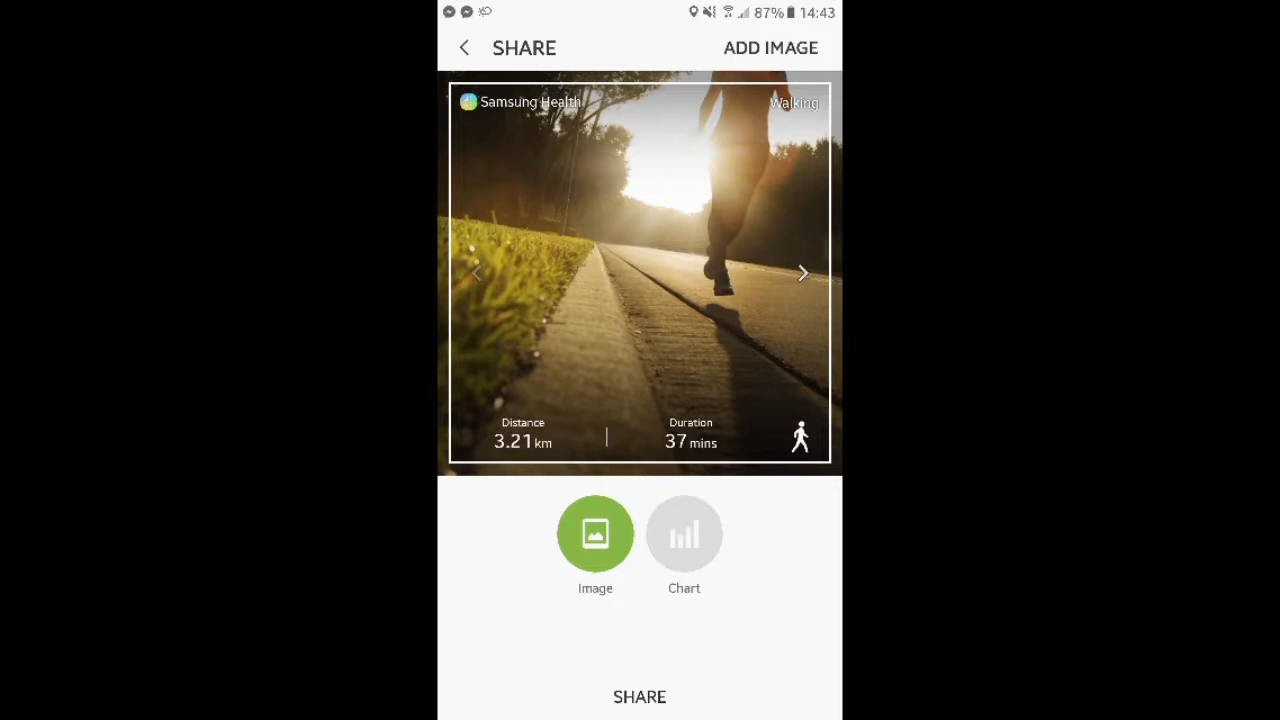 87% 14:43
SHARE ADD IMAGE
Samsung Health Walking
Distance Duration
3.21 km 37 mins
Image Chart
SHARE